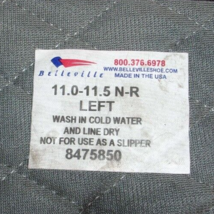 800.376.6978
Belleville
WWW.BELLEVILLESHOE.COM
MADE IN THE USA
11.0-11.5 N-R
LEFT
WASH IN COLD WATER
AND LINE DRY
NOT FOR USE AS A SLIPPER
8475850